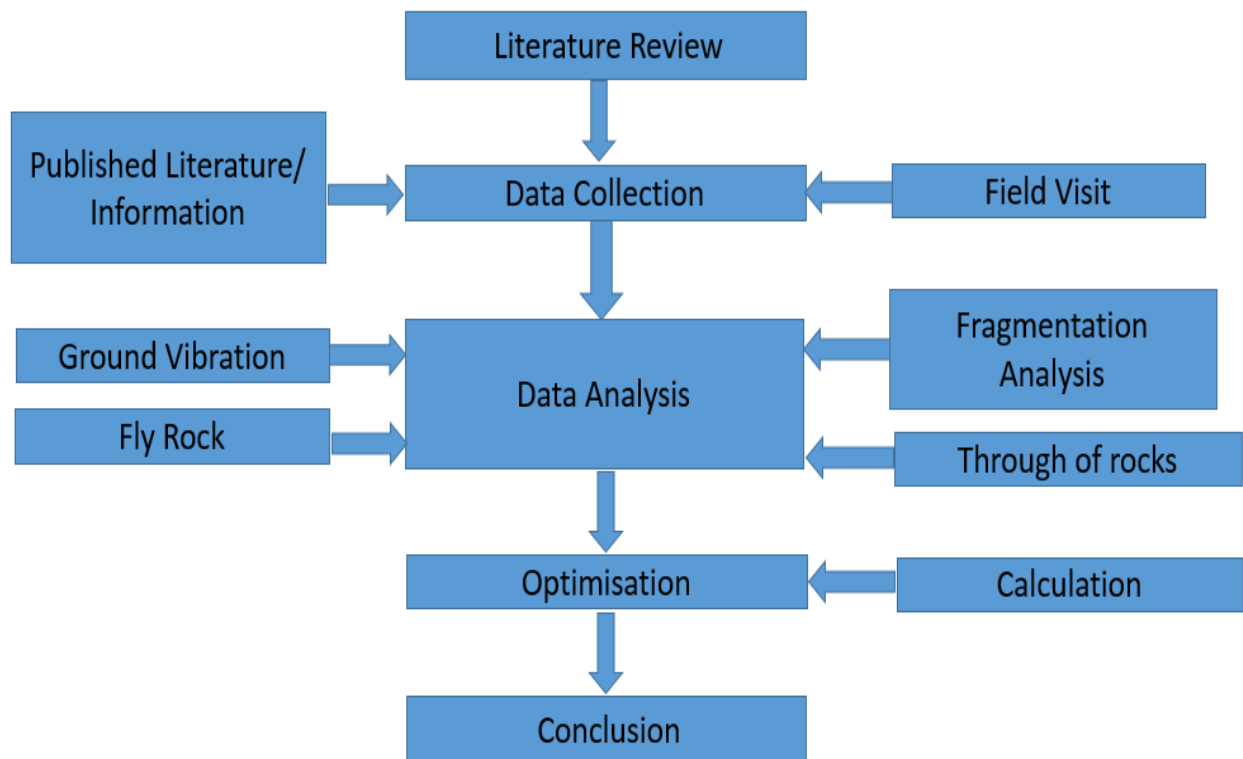 Literature Review
Published Literature/
Information
Data Collection
Field Visit
Ground Vibration
Fly Rock
Data Analysis
Fragmentation
Analysis
Through of rocks
Optimisation
Calculation
Conclusion